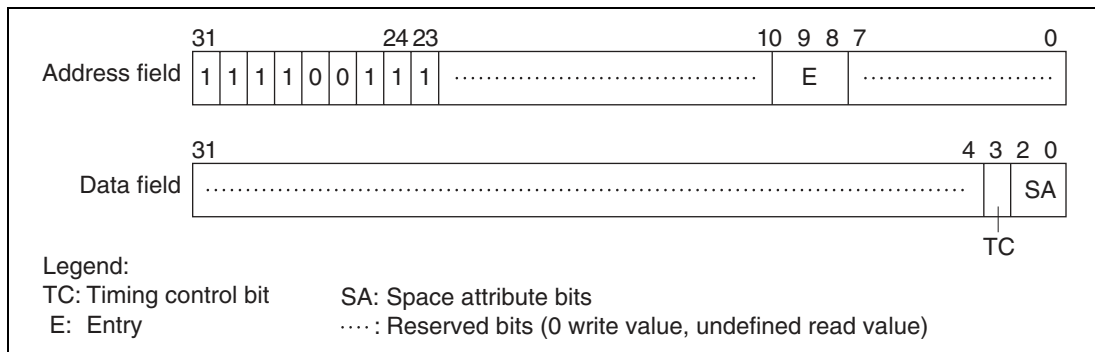 31 24 23 10 9 8 7 0
Address field 1 1 1 1 0 0 1 1 1 ........................ E ................
31 4 3 2 0
Data field ........................................................ SA
TC
Legend:
TC: Timing control bit SA: Space attribute bits
E: Entry ····: Reserved bits (0 write value, undefined read value)